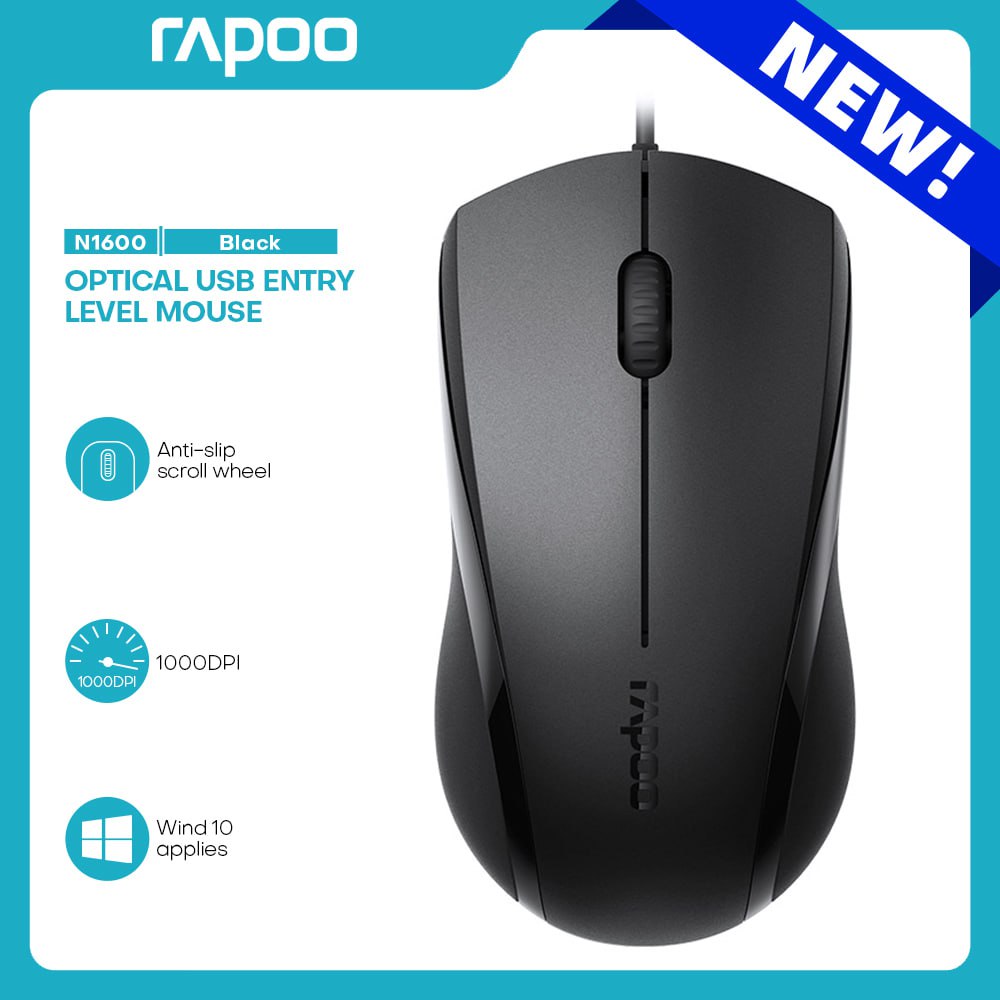 rapoo
NEW!
N1600 Black
OPTICAL USB ENTRY
LEVEL MOUSE
Anti-slip
scroll wheel
1000DPI
1000DPI
Wind 10
applies
rapoo